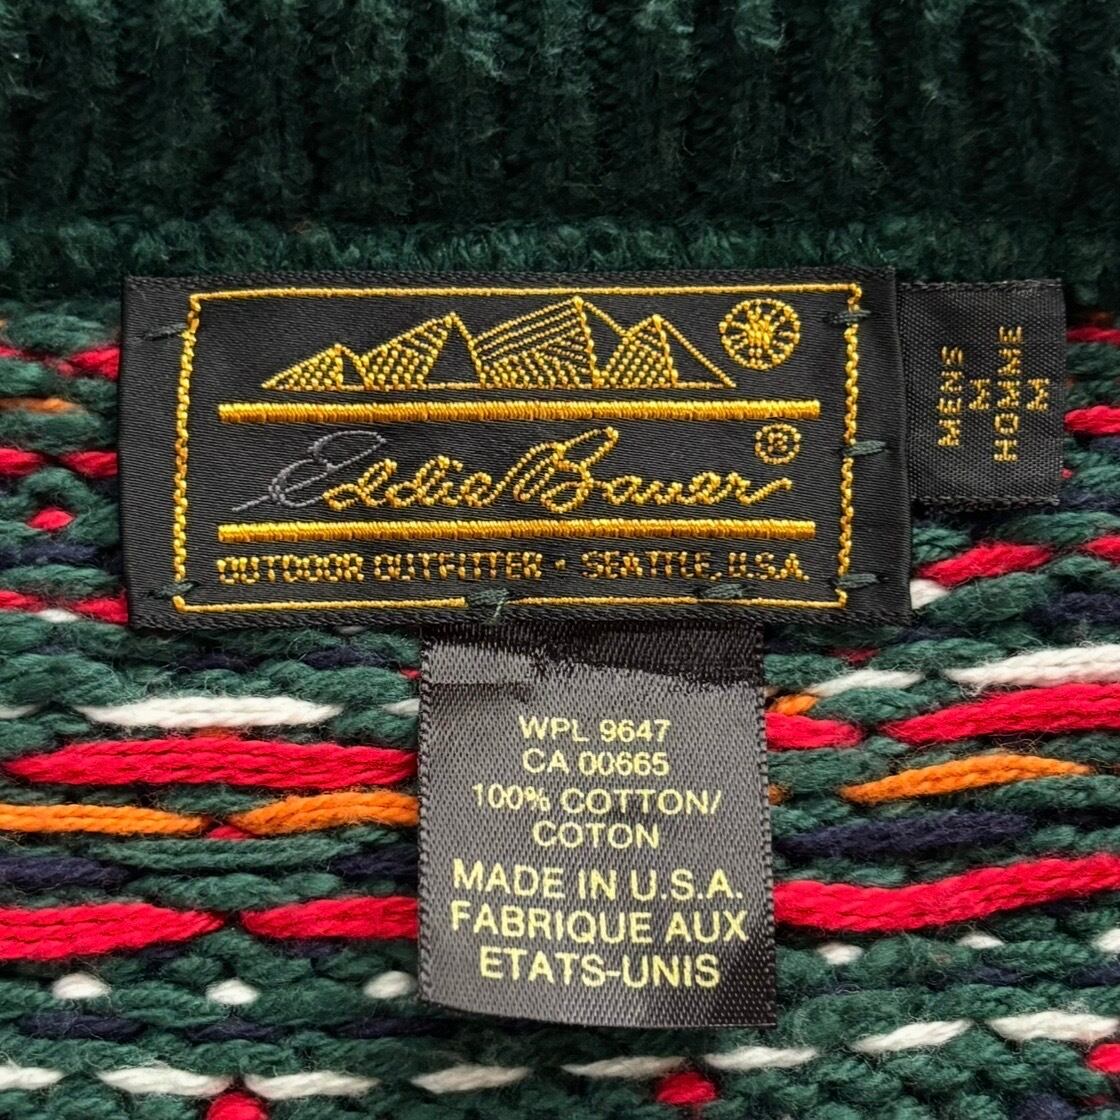 Eddie Bauer®
OUTDOOR OUTFITTER · SEATTLE, U.S.A.
MENS
M
HOMME
M
WPL 9647
CA 00665
100% COTTON/
COTON
MADE IN U.S.A.
FABRIQUE AUX
ETATS-UNIS